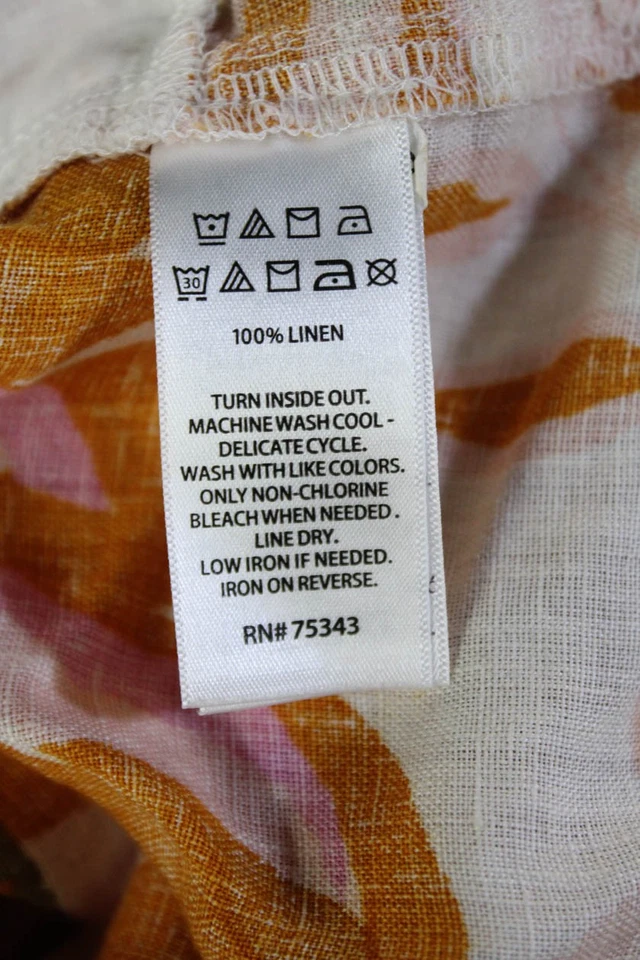 30
100% LINEN
TURN INSIDE OUT.
MACHINE WASH COOL -
DELICATE CYCLE.
WASH WITH LIKE COLORS.
ONLY NON-CHLORINE
BLEACH WHEN NEEDED.
LINE DRY.
LOW IRON IF NEEDED.
IRON ON REVERSE.
RN# 75343